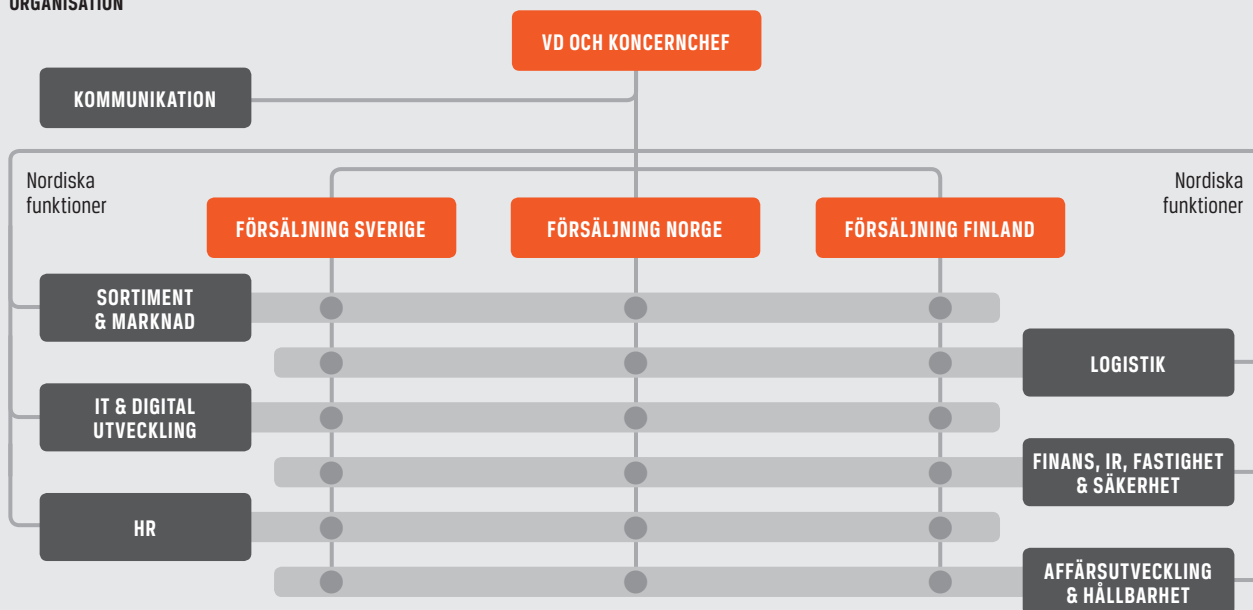 ORGANISATION
VD OCH KONCERNCHEF
KOMMUNIKATION
Nordiska
funktioner
Nordiska
funktioner
FÖRSÄLJNING SVERIGE
FÖRSÄLJNING NORGE
FÖRSÄLJNING FINLAND
SORTIMENT
& MARKNAD
LOGISTIK
IT & DIGITAL
UTVECKLING
FINANS, IR, FASTIGHET
& SÄKERHET
HR
AFFÄRSUTVECKLING
& HÅLLBARHET